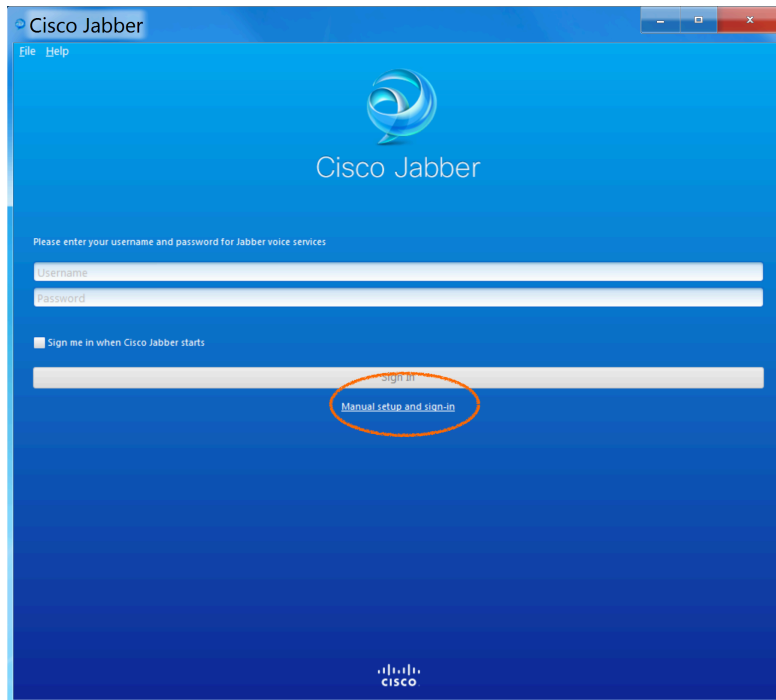 Cisco Jabber
File Help
Cisco Jabber
Please enter your username and password for Jabber voice services
Username
Password
Sign me in when Cisco Jabber starts
Sign In
Manual setup and sign-in
CISCO